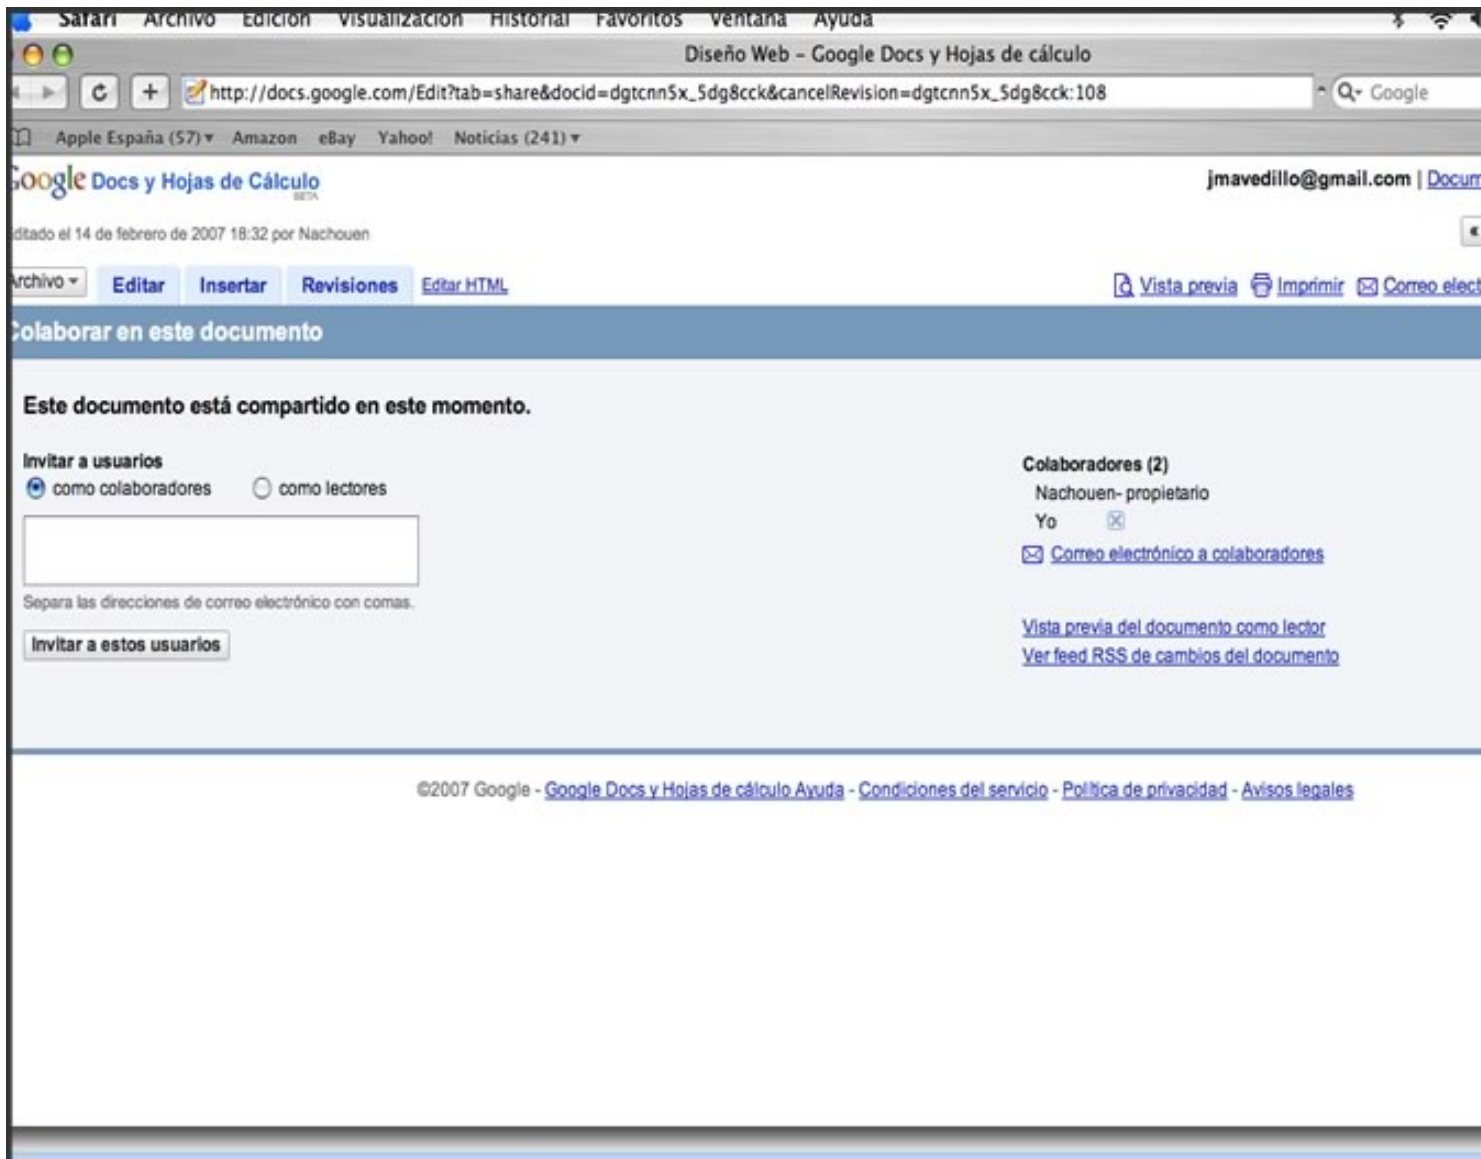 Safari Archivo Edición Visualización Historial Favoritos Ventana Ayuda
Diseño Web – Google Docs y Hojas de cálculo
http://docs.google.com/Edit?tab=share&docid=dgtcnn5x_5dg8cck&cancelRevision=dgtcnn5x_5dg8cck:108
Google
Apple España (57) Amazon eBay Yahoo! Noticias (241)
Google Docs y Hojas de Cálculo
BETA
jmavedillo@gmail.com | Docum
ditado el 14 de febrero de 2007 18:32 por Nachouen
Archivo Editar Insertar Revisiones Editar HTML Vista previa Imprimir Correo elect
Colaborar en este documento
Este documento está compartido en este momento.
Invitar a usuarios
como colaboradores como lectores
Separa las direcciones de correo electrónico con comas.
Invitar a estos usuarios
Colaboradores (2)
Nachouen- propietario
Yo
Correo electrónico a colaboradores
Vista previa del documento como lector
Ver feed RSS de cambios del documento
©2007 Google - Google Docs y Hojas de cálculo Ayuda - Condiciones del servicio - Política de privacidad - Avisos legales